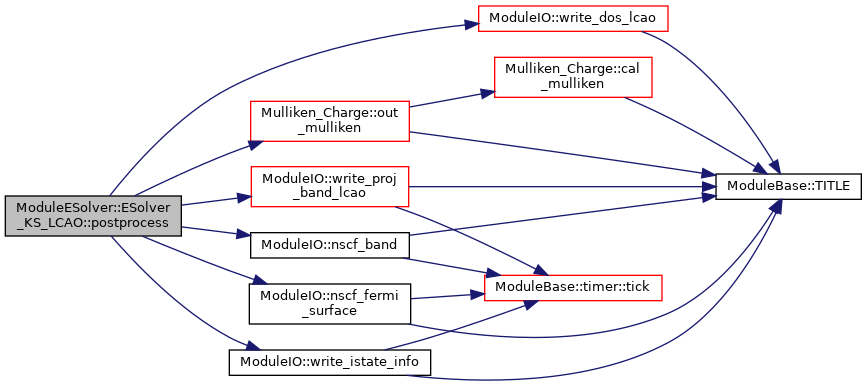 ModuleIO::write_dos_lcao
Mulliken_Charge::cal
_mulliken
Mulliken_Charge::out
_mulliken
ModuleIO::write_proj
_band_lcao
ModuleBase::TITLE
ModuleESolver::ESolver
_KS_LCAO::postprocess
ModuleIO::nscf_band
ModuleBase::timer::tick
ModuleIO::nscf_fermi
_surface
ModuleIO::write_istate_info